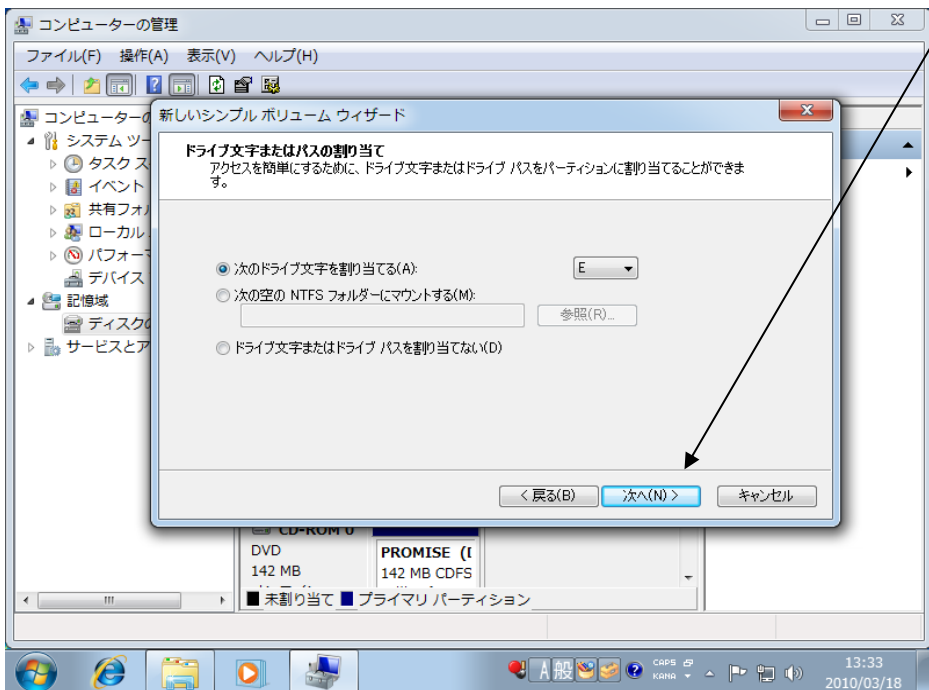 コンピューターの管理
ファイル(F) 操作(A) 表示(V) ヘルプ(H)
コンピューターの
システム ツー
タスク ス
イベント
共有フォル
ローカル
パフォーマ
デバイス
記憶域
ディスクの
サービスとア
新しいシンプル ボリューム ウィザード
ドライブ文字またはパスの割り当て
アクセスを簡単にするために、ドライブ文字またはドライブ パスをパーティションに割り当てることができま
す。
次のドライブ文字を割り当てる(A): E
次の空の NTFS フォルダーにマウントする(M):
参照(R)...
ドライブ文字またはドライブ パスを割り当てない(D)
< 戻る(B) 次へ(N) > キャンセル
CD-ROM 0
DVD
142 MB
PROMISE (I
142 MB CDFS
未割り当て プライマリ パーティション
A 般 CAPS KANA
13:33
2010/03/18